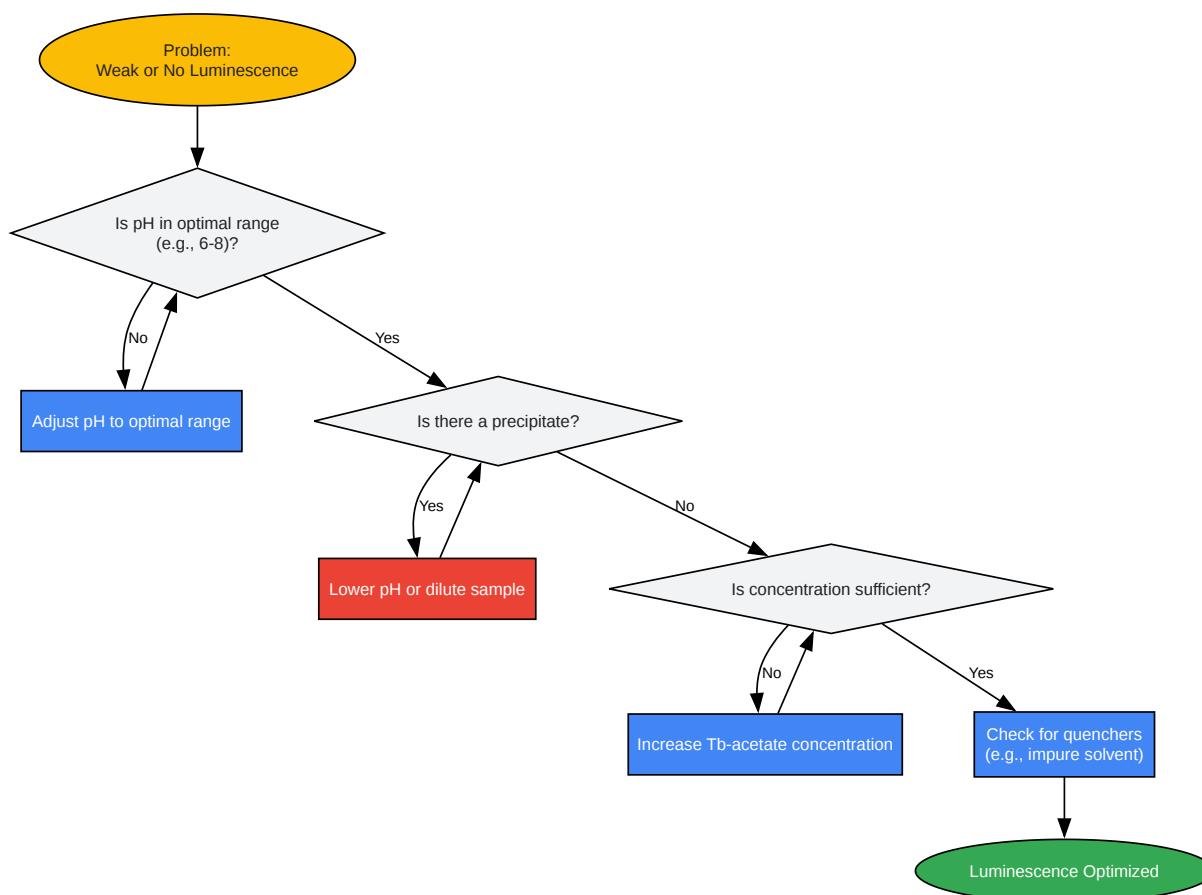 Problem:
Weak or No Luminescence
Is pH in optimal range
(e.g., 6-8)?
No
Yes
Adjust pH to optimal range
Is there a precipitate?
Yes
No
Lower pH or dilute sample
Is concentration sufficient?
No
Yes
Increase Tb-acetate concentration
Check for quenchers
(e.g., impure solvent)
Luminescence Optimized